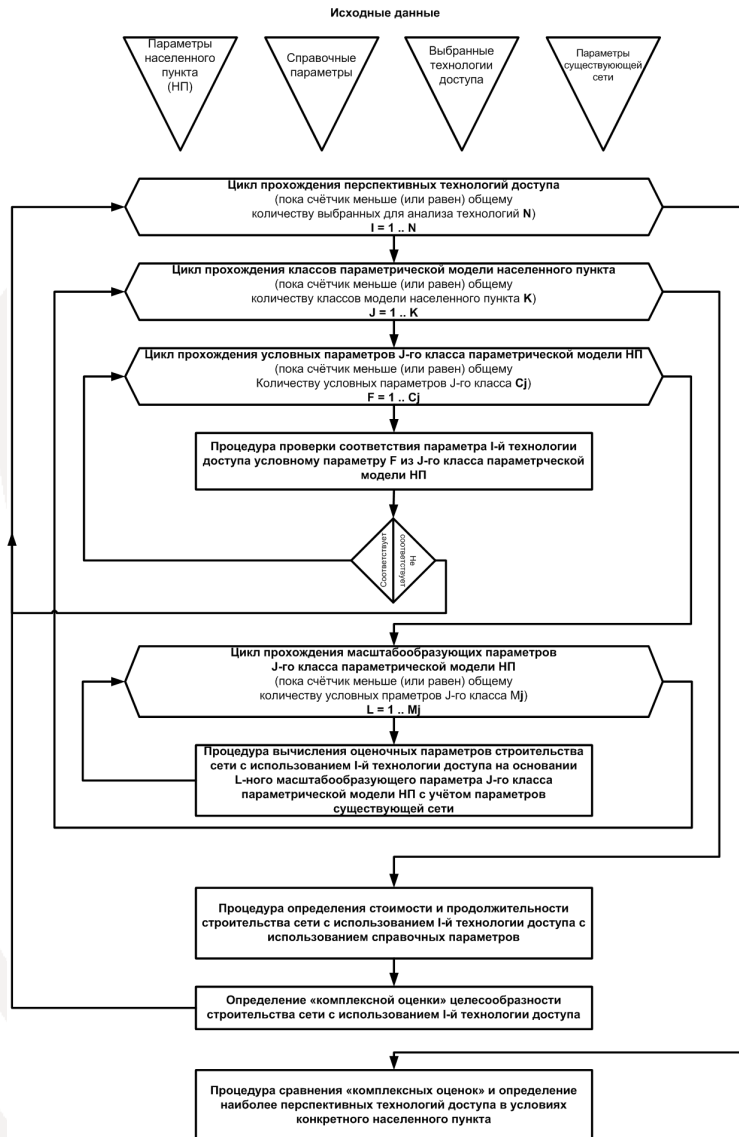 Исходные данные
Параметры
населенного
пункта
(НП)
Справочные
параметры
Выбранные
технологии
доступа
Параметры
существуюющей
сети
Цикл прохождения перспективных технологий доступа
(пока счётчик меньше (или равен) общему
количеству выбранных для анализа технологий N)
I = 1 .. N
Цикл прохождения классов параметрической модели населенного пункта
(пока счётчик меньше (или равен) общему
количеству классов модели населенного пункта K)
J = 1 .. K
Цикл прохождения условных параметров J-го класса параметрической модели НП
(пока счётчик меньше (или равен) общему
Количеству условных параметров J-го класса Cj)
F = 1 .. Cj
Процедура проверки соответствия параметра I-й технологии
доступа условному параметру F из J-го класса параметрческой
модели НП
Соответствует
Не
соответствует
Цикл прохождения масштабообразующих параметров
J-го класса параметрической модели НП
(пока счётчик меньше (или равен) общему
количеству условных праметров J-го класса Mj)
L = 1 .. Mj
Процедура вычисления оценочных параметров строительства
сети с использованием I-й технологии доступа на основании
L-ного масштабообразующего параметра J-го класса
параметрической модели НП с учётом параметров
существующей сети
Процедура определения стоимости и продолжительности
строительства сети с использованием I-й технологии доступа с
использованием справочных параметров
Определение «комплексной оценки» целесообразности
строительства сети с использованием I-й технологии доступа
Процедура сравнения «комплексных оценок» и определение
наиболее перспективных технологий доступа в условиях
конкретного населенного пункта